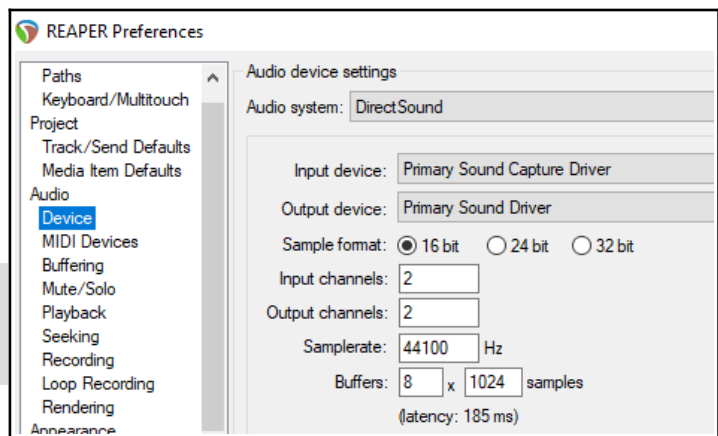 REAPER Preferences
Paths
Keyboard/Multitouch
Project
Track/Send Defaults
Media Item Defaults
Audio
Device
MIDI Devices
Buffering
Mute/Solo
Playback
Seeking
Recording
Loop Recording
Rendering
Appearance
Audio device settings
Audio system: DirectSound
Input device: Primary Sound Capture Driver
Output device: Primary Sound Driver
Sample format: 16 bit 24 bit 32 bit
Input channels: 2
Output channels: 2
Samplerate: 44100 Hz
Buffers: 8 x 1024 samples
(latency: 185 ms)